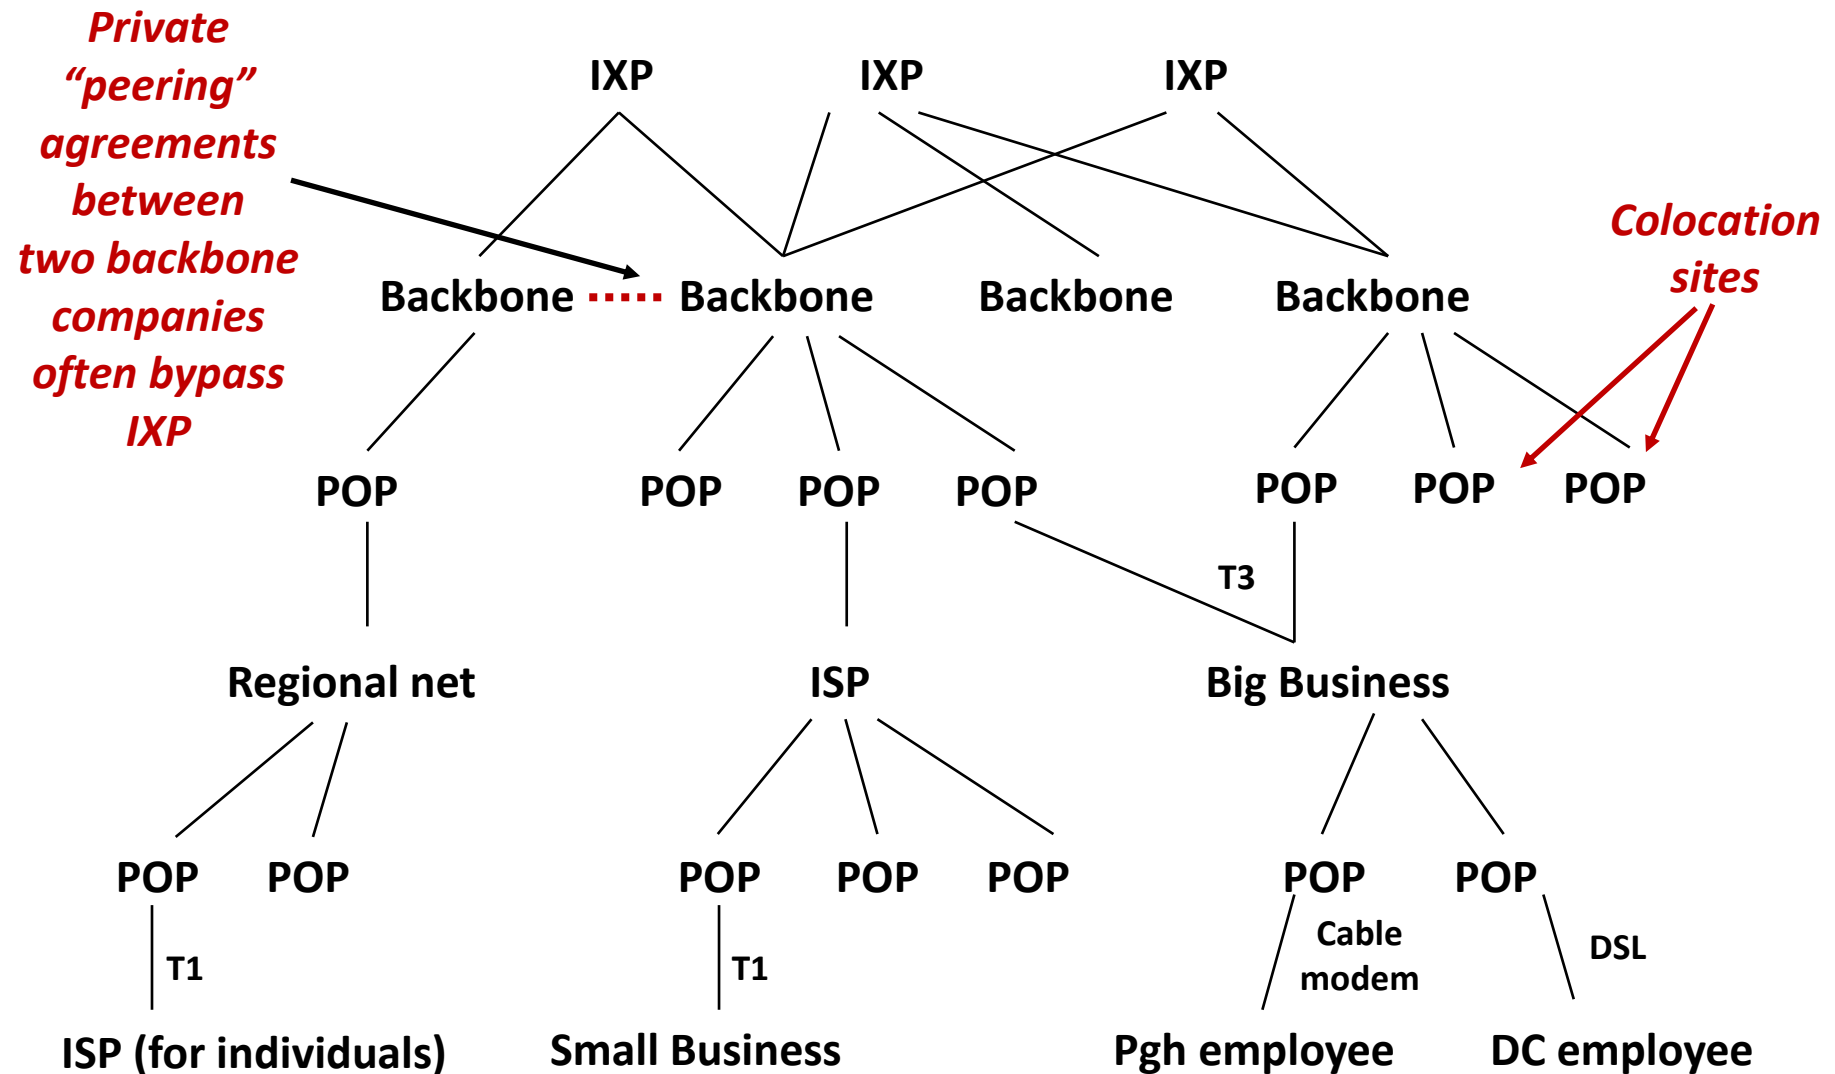 Private
“peering”
agreements
between
two backbone
companies
often bypass
IXP
IXP IXP IXP
Colocation
sites
Backbone Backbone Backbone Backbone
POP POP POP POP POP POP POP
T3
Regional net ISP Big Business
POP POP POP POP POP POP POP
T1 T1
Cable
modem
DSL
ISP (for individuals) Small Business Pgh employee DC employee